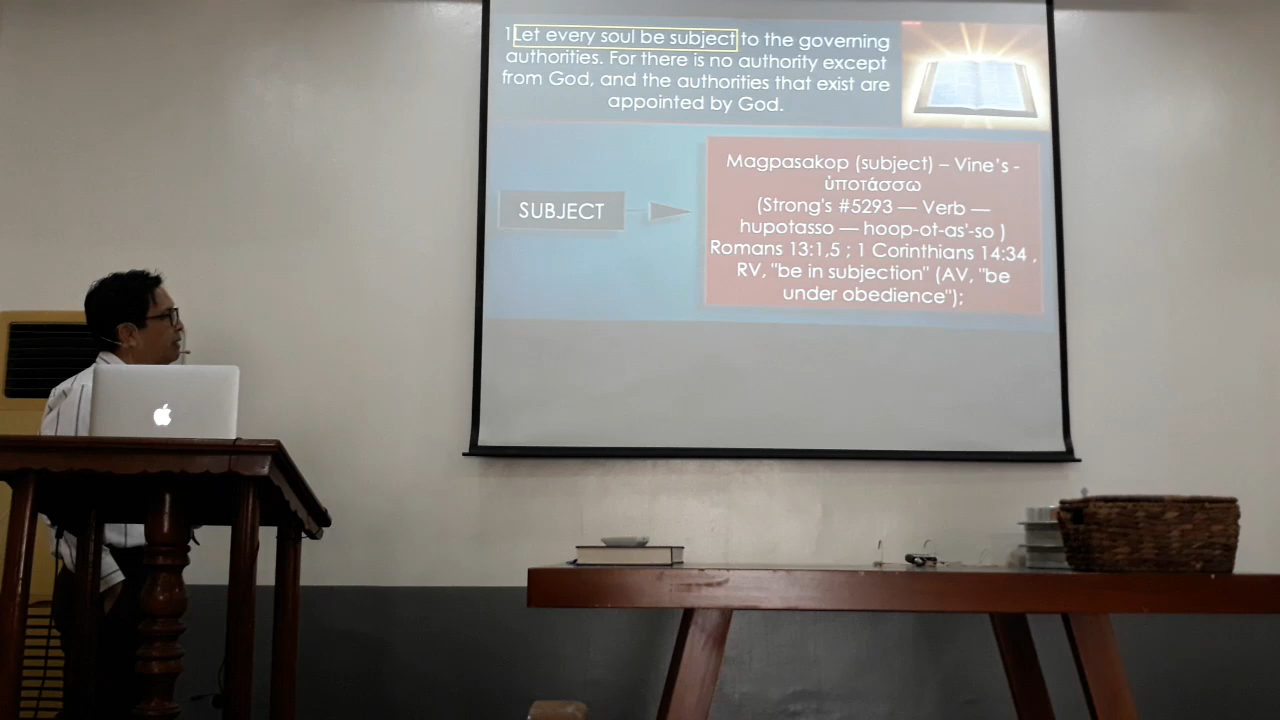 1Let every soul be subject to the governing
authorities. For there is no authority except
from God, and the authorities that exist are
appointed by God.
SUBJECT
Magpasakop (subject) – Vine's -
ὑποτάσσω
(Strong's #5293 — Verb —
hupotasso — hoop-ot-as'-so )
Romans 13:1,5 ; 1 Corinthians 14:34 ,
RV, "be in subjection" (AV, "be
under obedience");